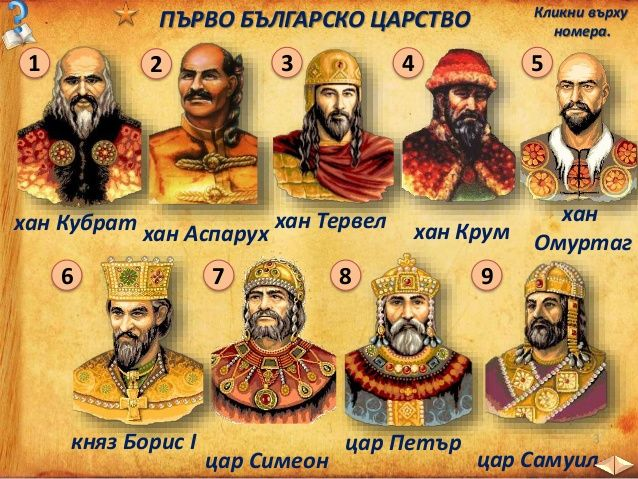 ПЪРВО БЪЛГАРСКО ЦАРСТВО
Кликни върху
номера.
1
2
3
4
5
хан Кубрат
хан Аспарух
хан Тервел
хан Крум
хан
Омуртаг
6
7
8
9
княз Борис I
цар Симеон
цар Петър
цар Самуил
3